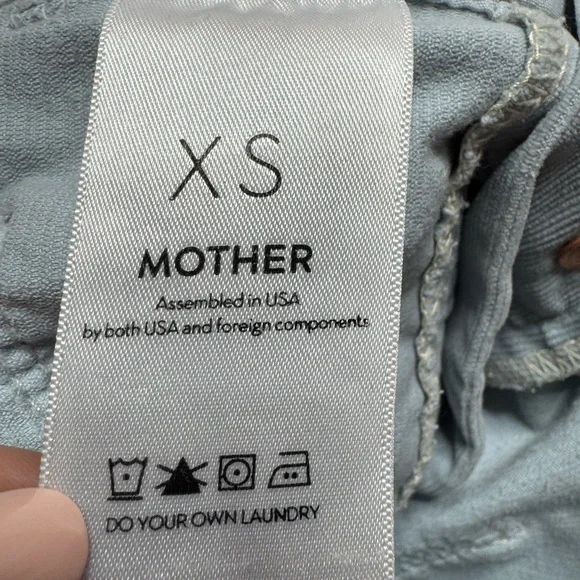 XS
MOTHER
Assembled in USA
by both USA and foreign components
DO YOUR OWN LAUNDRY